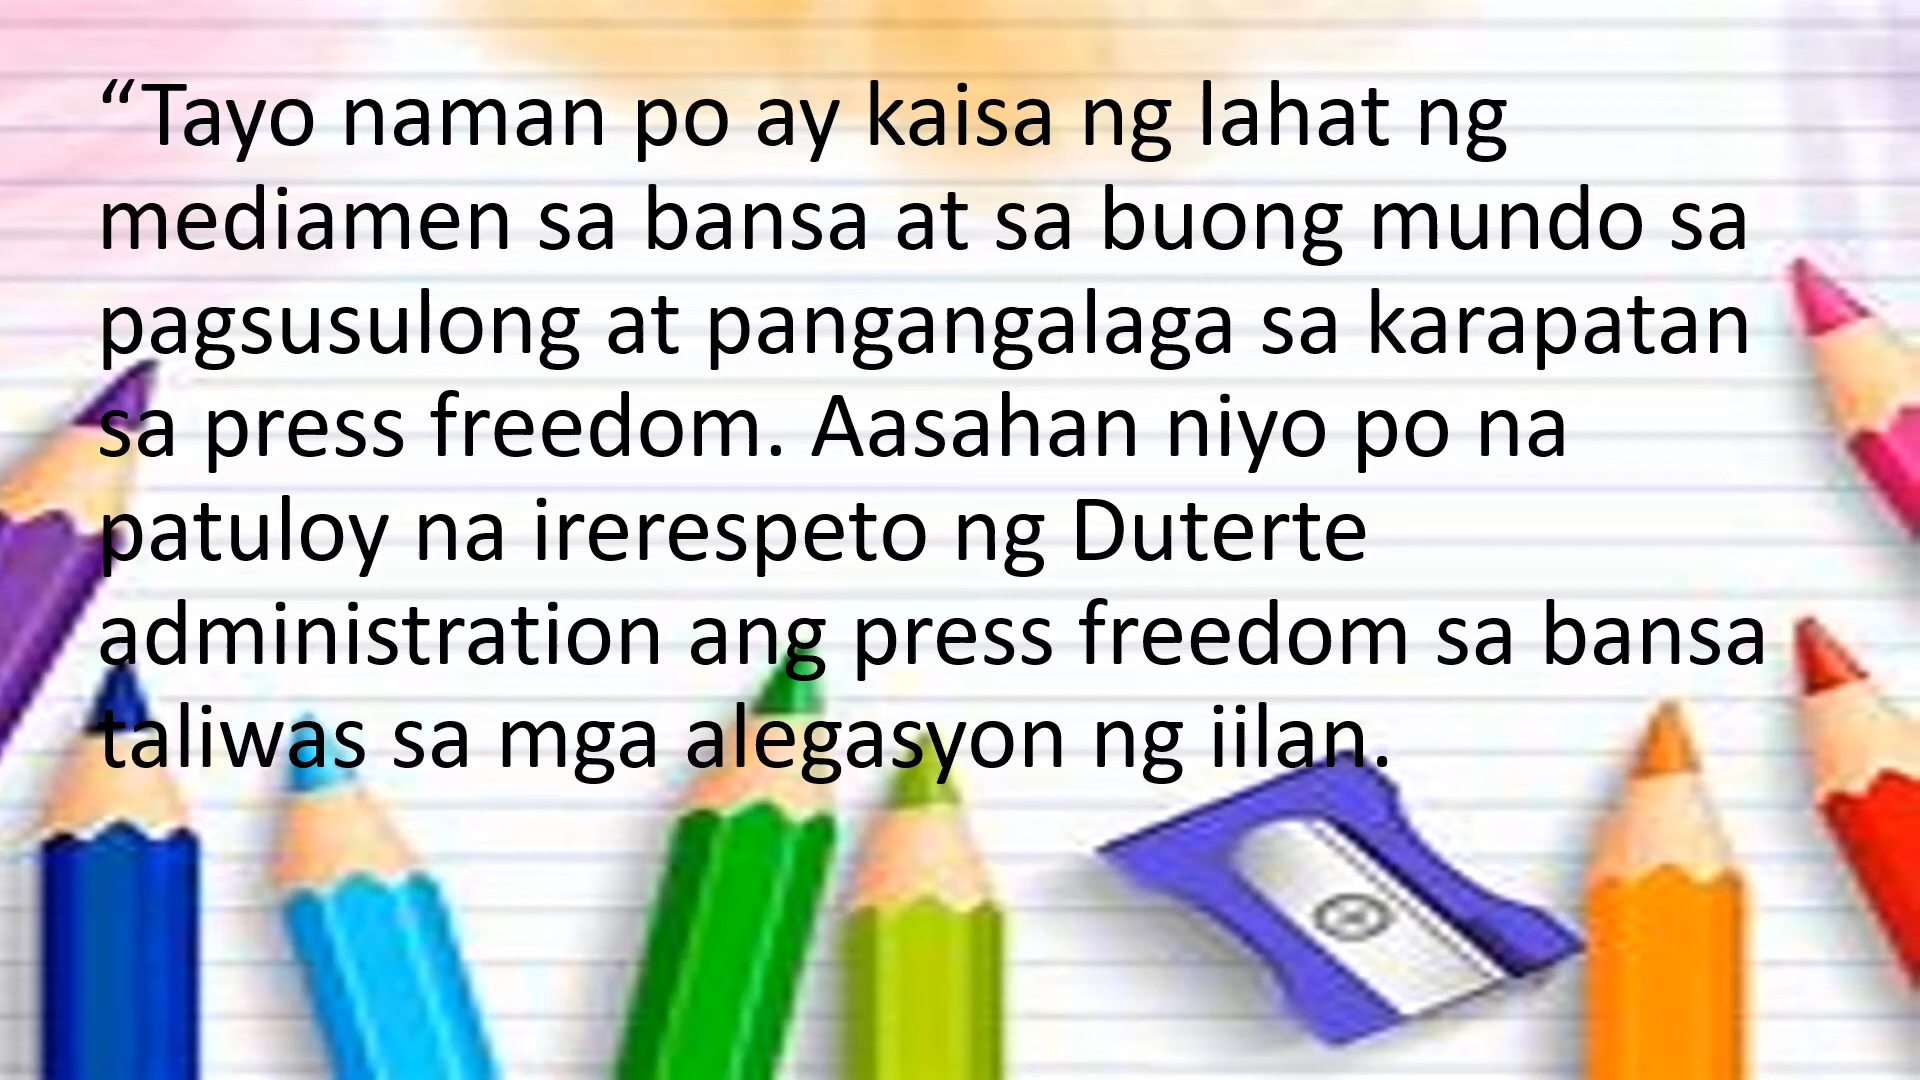 “Tayo naman po ay kaisa ng lahat ng
mediamen sa bansa at sa buong mundo sa
pagsusulong at pangangalaga sa karapatan
sa press freedom. Aasahan niyo po na
patuloy na irerespeto ng Duterte
administration ang press freedom sa bansa
taliwas sa mga alegasyon ng iilan.